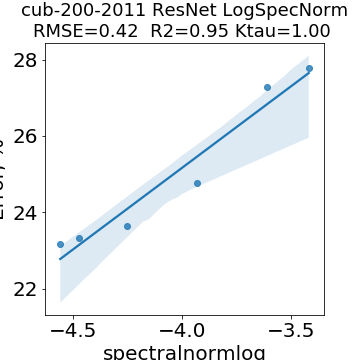 cub-200-2011 ResNet LogSpecNorm
RMSE=0.42 R2=0.95 Ktau=1.00
28
26
24
22
−4.5 −4.0 −3.5
spectralnormlog